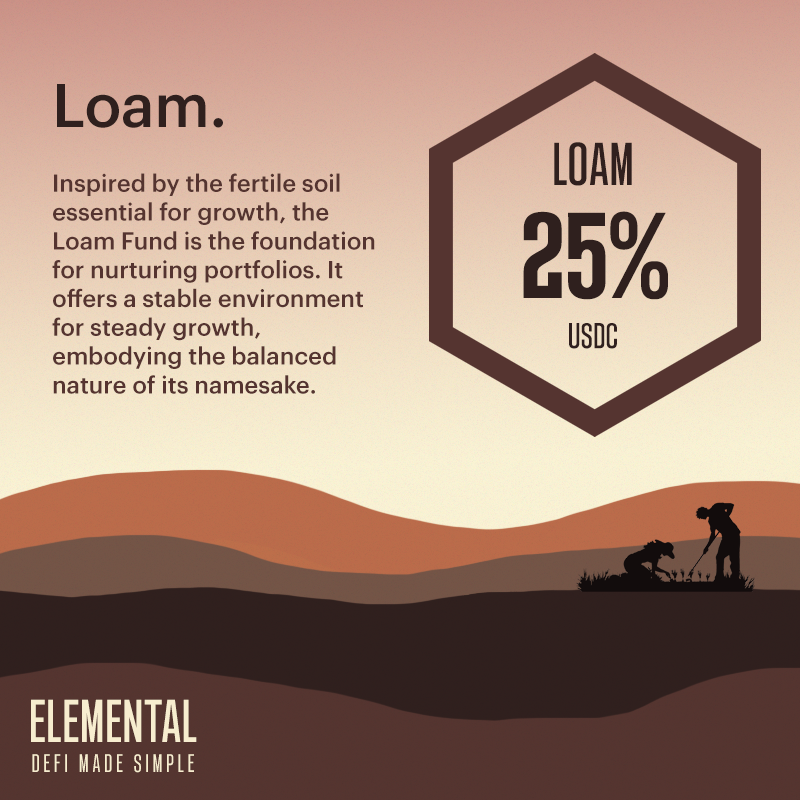 Loam.
Inspired by the fertile soil
essential for growth, the
Loam Fund is the foundation
for nurturing portfolios. It
offers a stable environment
for steady growth,
embodying the balanced
nature of its namesake.
LOAM
25%
USDC
ELEMENTAL
DEFI MADE SIMPLE